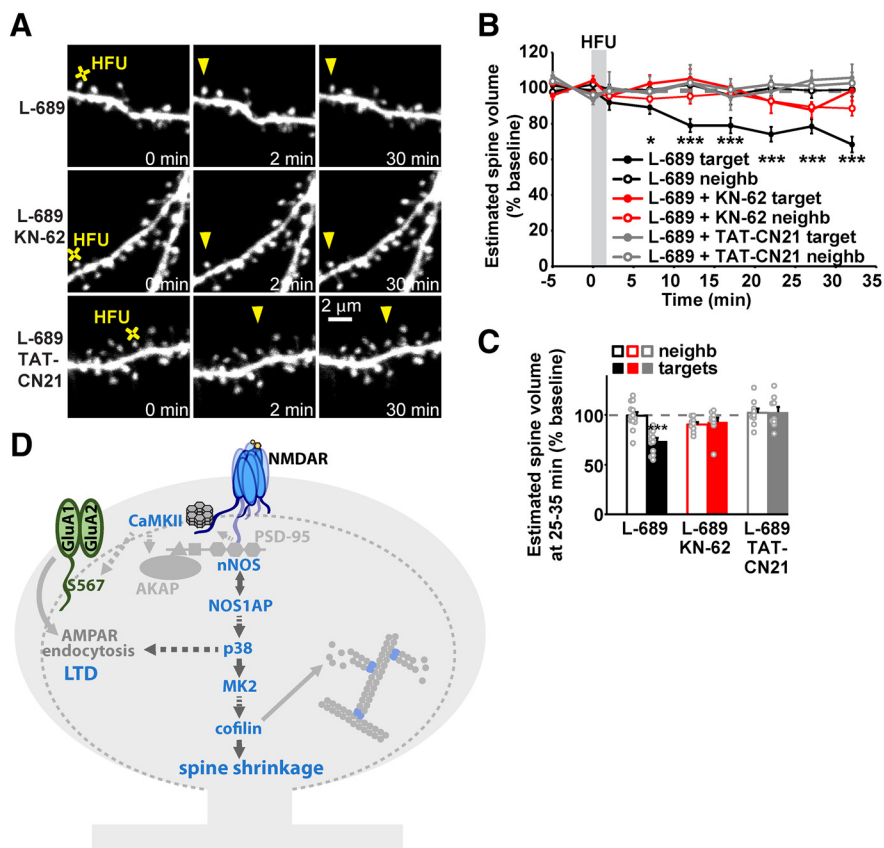 A
HFU
L-689
0 min
2 min
30 min
L-689
KN-62
HFU
0 min
2 min
30 min
L-689
TAT-
CN21
HFU
2 μm
0 min
2 min
30 min
B
HFU
Estimated spine volume
(% baseline)
120
100
80
60
40
20
0
* *** *** *** *** ***
L-689 target
L-689 neighb
L-689 + KN-62 target
L-689 + KN-62 neighb
L-689 + TAT-CN21 target
L-689 + TAT-CN21 neighb
-5 0 5 10 15 20 25 30 35
Time (min)
C
Estimated spine volume
at 25-35 min (% baseline)
neighb
targets
100
50
0
***
L-689
L-689
KN-62
L-689
TAT-
CN21
D
NMDAR
GluA1
GluA2
CaMKII
PSD-95
S567
AKAP
nNOS
NOS1AP
AMPAR
endocytosis
p38
LTD
MK2
cofilin
spine shrinkage